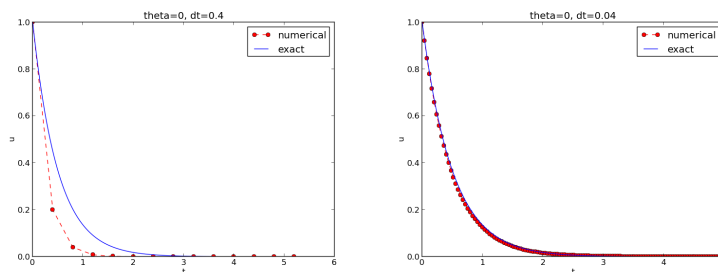 theta=0, dt=0.4
1.0
0.8
0.6
0.4
0.2
0.0
u
numerical
exact
0 1 2 3 4 5 6
t
theta=0, dt=0.04
1.0
0.8
0.6
0.4
0.2
0.0
u
numerical
exact
0 1 2 3 4
t